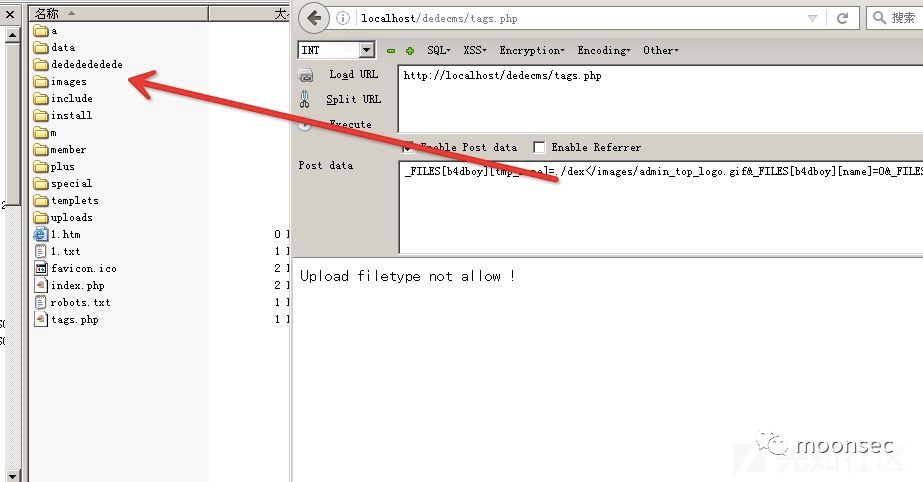 名称
大小
a
data
dededededede
images
include
install
m
member
plus
special
templets
uploads
1.htm 0
1.txt 1
favicon.ico 2
index.php 2
robots.txt 1
tags.php 1
localhost/dedecms/tags.php
搜索
INT SQL XSS Encryption Encoding Other
Load URL
http://localhost/dedecms/tags.php
Split URL
Execute
Enable Post data Enable Referrer
Post data
_FILES[b4dboy][tmp_name]=./dex</images/admin_top_logo.gif&_FILES[b4dboy][name]=0&_FILES
Upload filetype not allow !
moonsec
先知社区